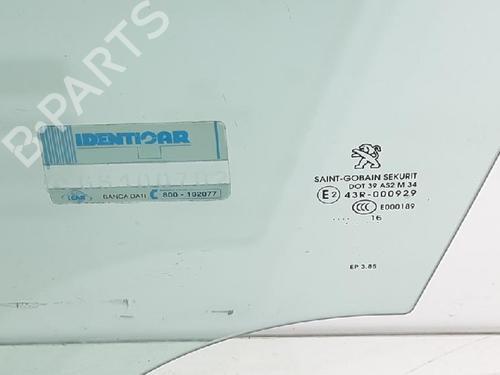 B-PARTS
IDENTICAR
BANCA DATI 800-102077
SAINT-GOBAIN SEKURIT
DOT 39 AS2 M 34
E2 43R-000929
CCC E000189
16
EP 3.85